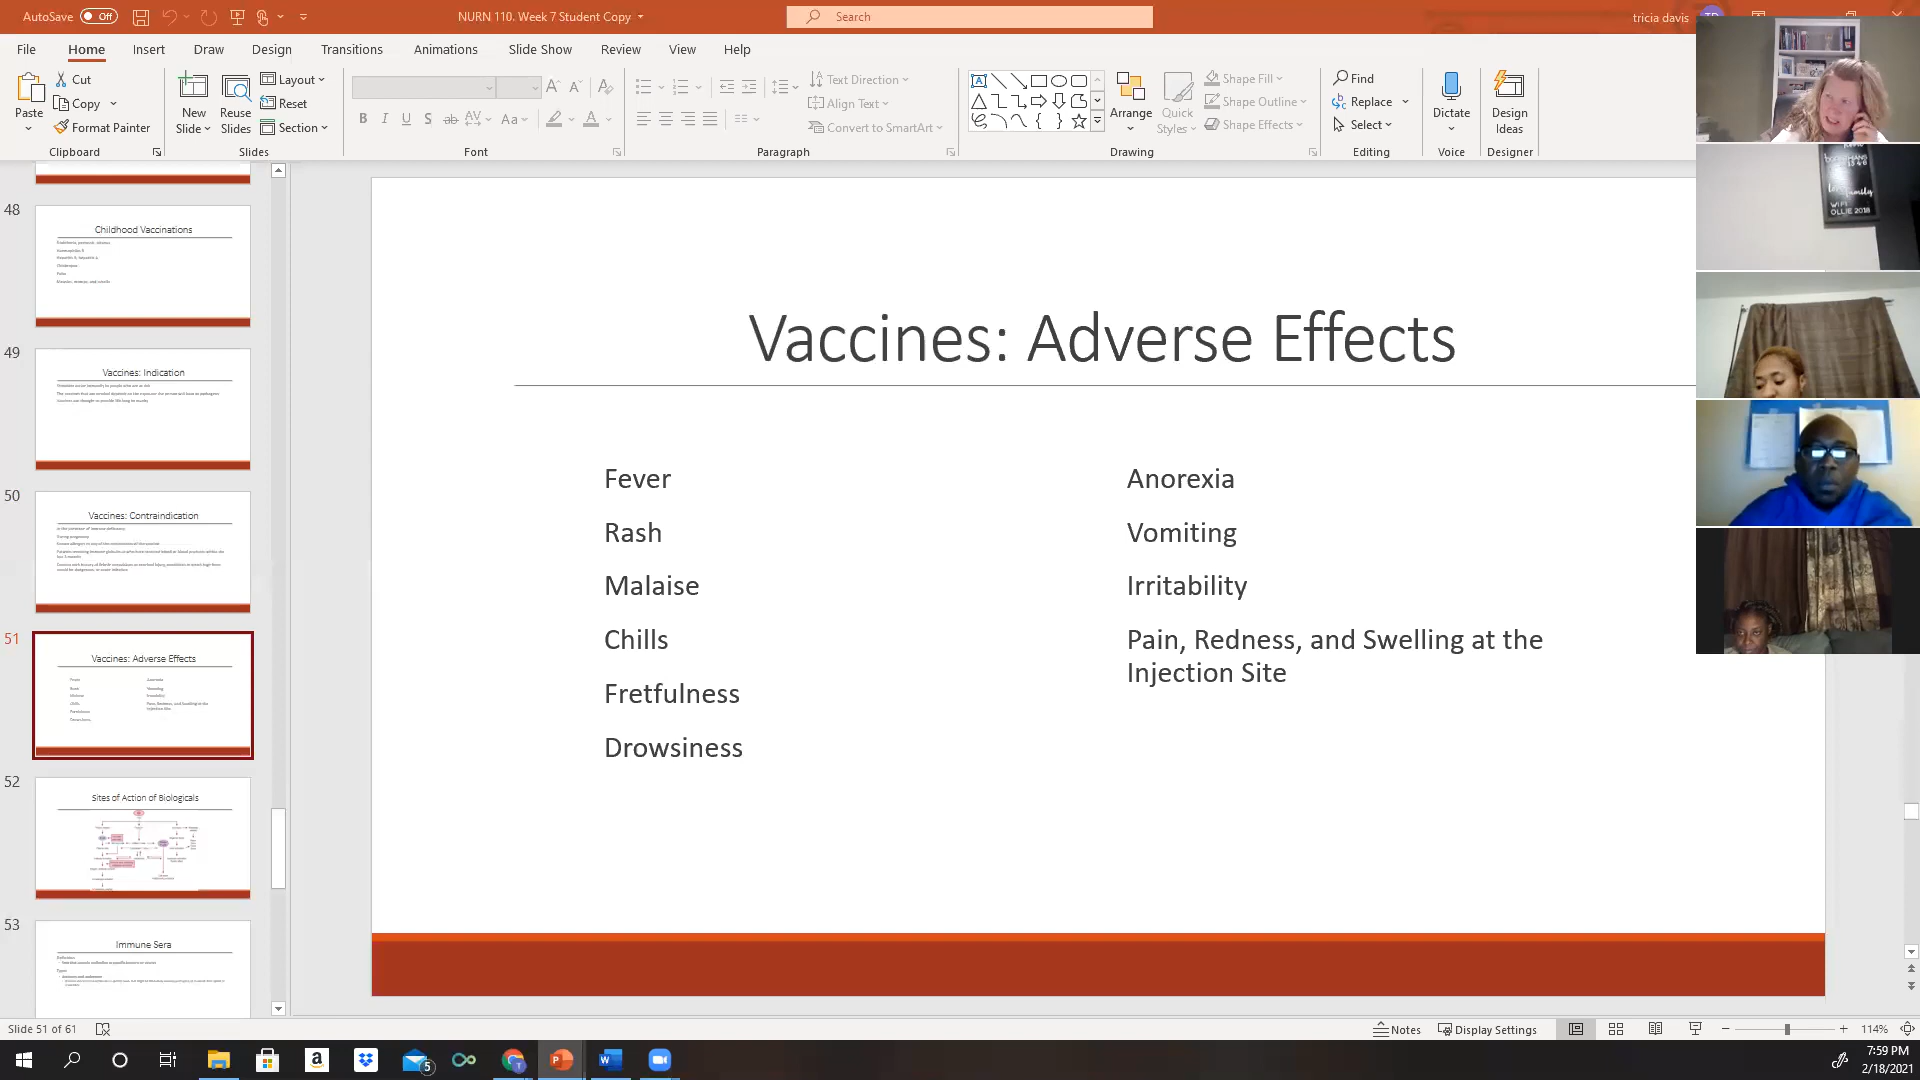 AutoSave Off
NURN 110. Week 7 Student Copy
Search
tricia davis
File Home Insert Draw Design Transitions Animations Slide Show Review View Help
Paste
Cut
Copy
Format Painter
Clipboard
New Slide
Reuse Slides
Layout
Reset
Section
Slides
Font
Text Direction
Align Text
Convert to SmartArt
Paragraph
Arrange
Quick Styles
Shape Fill
Shape Outline
Shape Effects
Drawing
Find
Replace
Select
Editing
Dictate
Voice
Design Ideas
Designer
48
Childhood Vaccinations
49
Vaccines: Indication
50
Vaccines: Contraindication
51
Vaccines: Adverse Effects
52
Sites of Action of Biologicals
53
Immune Sera
Vaccines: Adverse Effects
Fever
Rash
Malaise
Chills
Fretfulness
Drowsiness
Anorexia
Vomiting
Irritability
Pain, Redness, and Swelling at the
Injection Site
family
WIFI
OLLIE 2018
Slide 51 of 61
Notes
Display Settings
114%
5
7:59 PM
2/18/2021